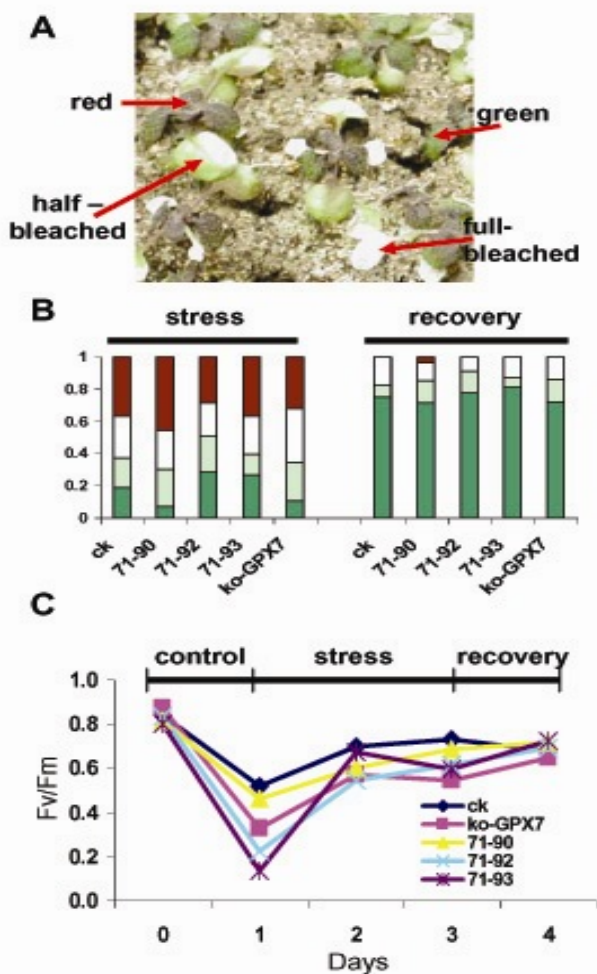 A
red
green
half –
bleached
full-
bleached
B
stress
recovery
1
0.8
0.6
0.4
0.2
0
ck
71-90
71-92
71-93
ko-GPX7
ck
71-90
71-92
71-93
ko-GPX7
C
control
stress
recovery
1.0
0.8
0.6
0.4
0.2
0.0
Fv/Fm
ck
ko-GPX7
71-90
71-92
71-93
0 1 2 3 4
Days